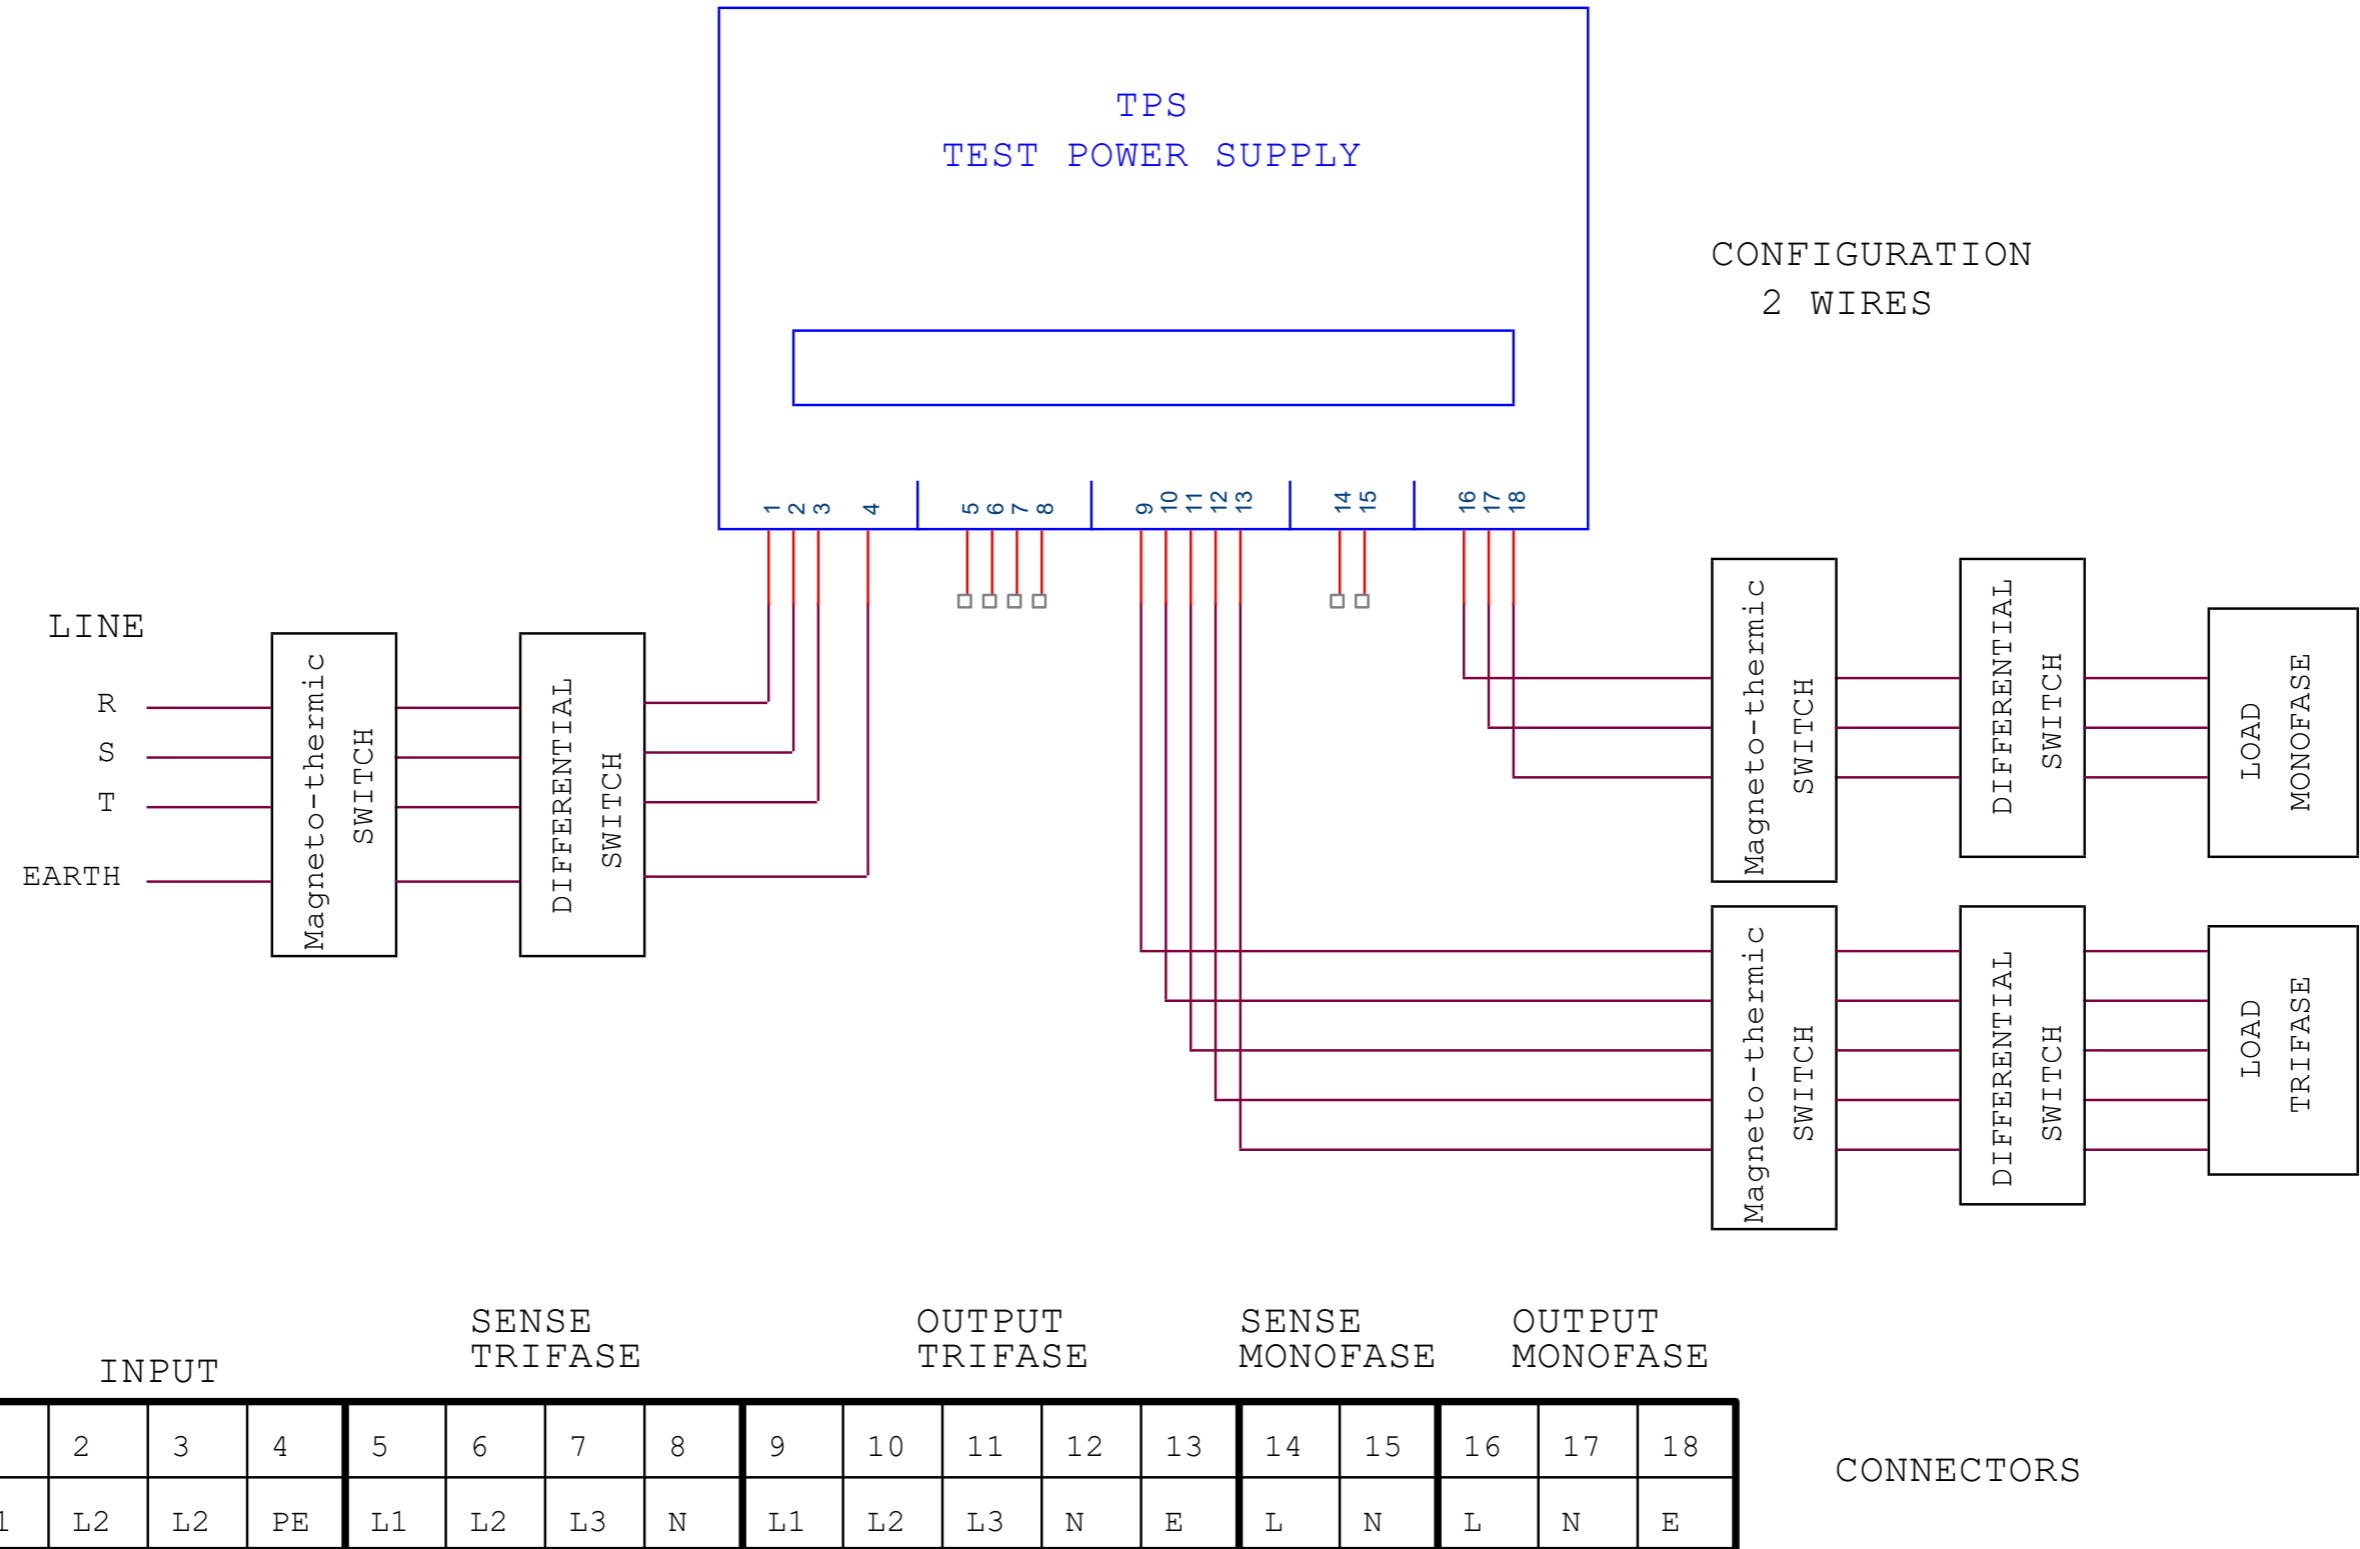 TPS
TEST POWER SUPPLY
CONFIGURATION
2 WIRES
1 2 3 4 5 6 7 8 9 10 11 12 13 14 15 16 17 18
LINE
R
S
T
EARTH
Magneto-thermic
SWITCH
DIFFERENTIAL
SWITCH
Magneto-thermic
SWITCH
DIFFERENTIAL
SWITCH
LOAD
MONOFASE
Magneto-thermic
SWITCH
DIFFERENTIAL
SWITCH
LOAD
TRIFASE
INPUT
SENSE
TRIFASE
OUTPUT
TRIFASE
SENSE
MONOFASE
OUTPUT
MONOFASE
2 3 4 5 6 7 8 9 10 11 12 13 14 15 16 17 18
L2 L2 PE L1 L2 L3 N L1 L2 L3 N E L N L N E
CONNECTORS